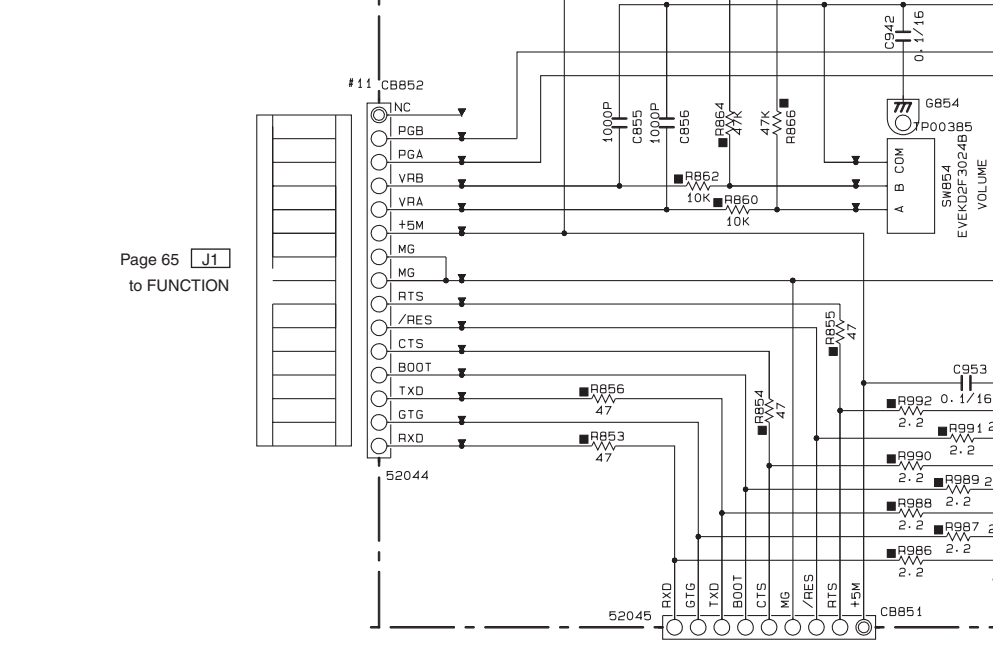 C942
0.1/16
#11 CB852
NC
PGB
PGA
VRB
VRA
+5M
MG
MG
RTS
/RES
CTS
BOOT
TXD
GTG
RXD
52044
Page 65 J1
to FUNCTION
1000P
C855
1000P
C856
R864
47K
47K
R866
R862
10K
R860
10K
G854
TP00385
COM
B
A
SW854
EVEKD2F3024B
VOLUME
R855
47
R854
47
R856
47
R853
47
C953
0.1/16
R992
2.2
R991 2
2.2
R990
2.2
R989 2
2.2
R988
2.2
R987 2
2.2
R986
2.2
52045
RXD
GTG
TXD
BOOT
CTS
MG
/RES
RTS
+5M
CB851